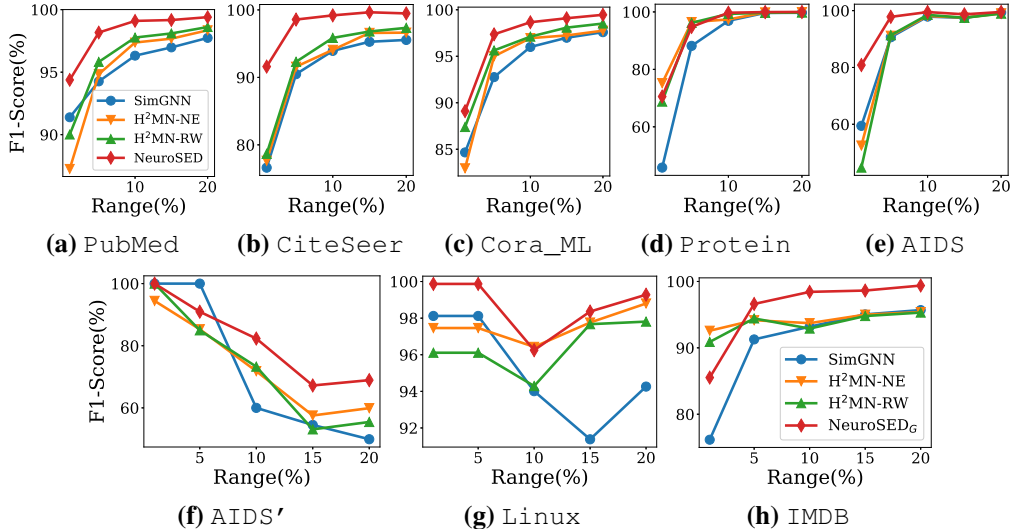 F1-Score(%)
100
95
90
SimGNN
H²MN-NE
H²MN-RW
NeuroSED
10
20
Range(%)
(a) PubMed
100
90
80
10
20
Range(%)
(b) CiteSeer
100
95
90
85
10
20
Range(%)
(c) Cora_ML
100
80
60
10
20
Range(%)
(d) Protein
100
80
60
10
20
Range(%)
(e) AIDS
F1-Score(%)
100
80
60
5
10
15
20
Range(%)
(f) AIDS'
100
98
96
94
92
5
10
15
20
Range(%)
(g) Linux
100
90
80
SimGNN
H²MN-NE
H²MN-RW
NeuroSED_G
5
10
15
20
Range(%)
(h) IMDB